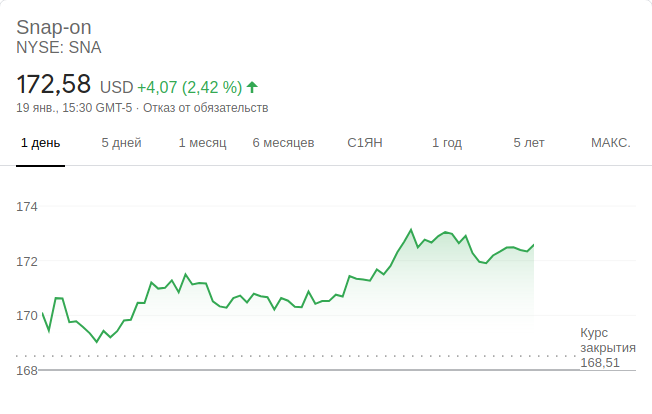 Snap-on
NYSE: SNA
172,58 USD +4,07 (2,42 %)
19 янв., 15:30 GMT-5 · Отказ от обязательств
1 день 5 дней 1 месяц 6 месяцев С1ЯН 1 год 5 лет МАКС.
174
172
170
Курс
закрытия
168,51
168